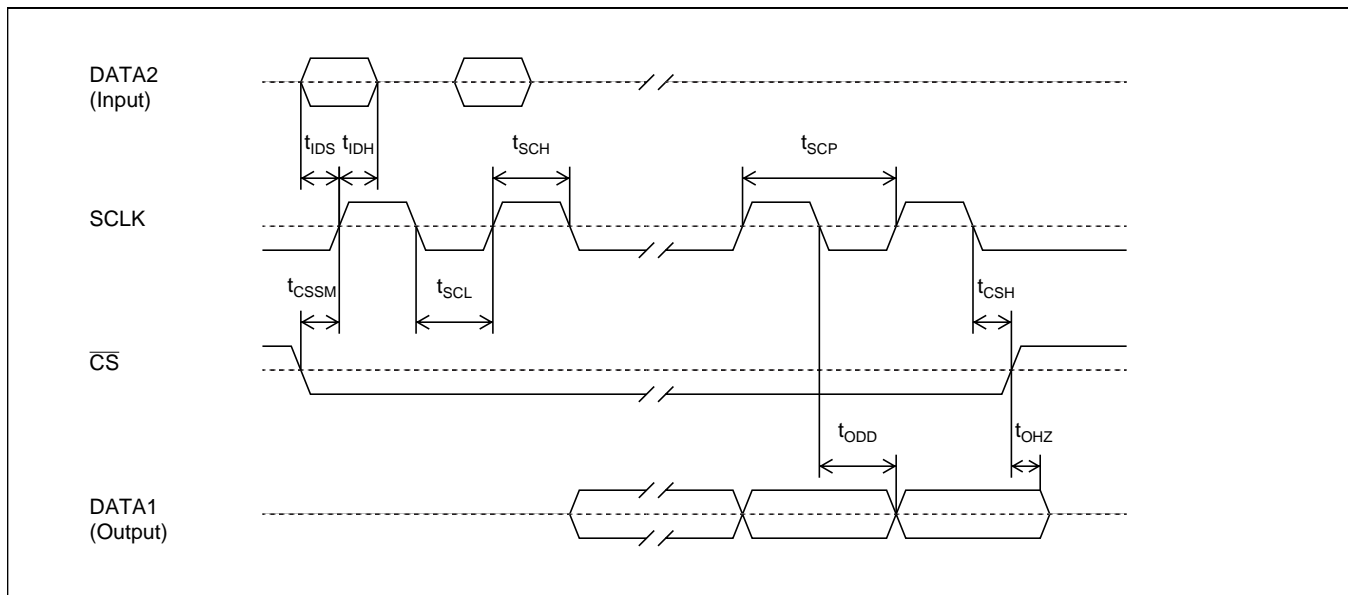 DATA2
(Input)
tIDS tIDH tSCH tSCP
SCLK
tCSSM tSCL tCSH
CS
tODD tOHZ
DATA1
(Output)